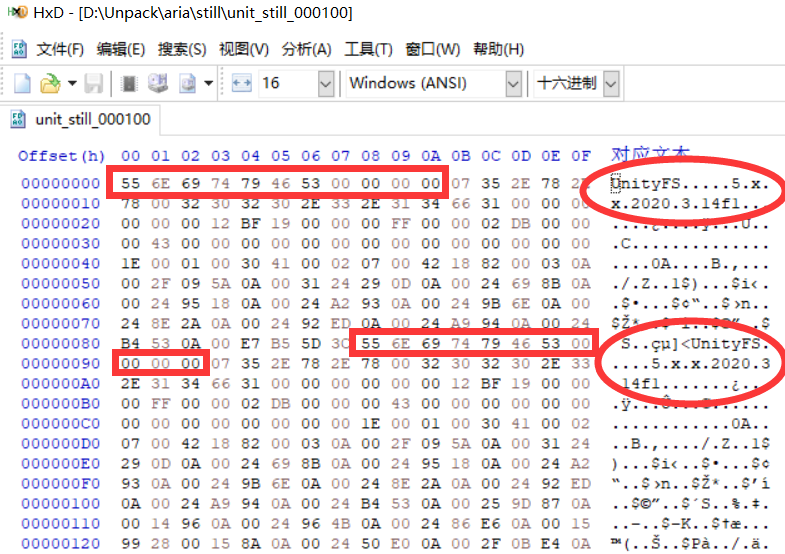 HxD - [D:\Unpack\aria\still\unit_still_000100]
文件(F) 编辑(E) 搜索(S) 视图(V) 分析(A) 工具(T) 窗口(W) 帮助(H)
16 Windows (ANSI) 十六进制
unit_still_000100
Offset(h) 00 01 02 03 04 05 06 07 08 09 0A 0B 0C 0D 0E 0F 对应文本
00000000 55 6E 69 74 79 46 53 00 00 00 00 07 35 2E 78 2E UnityFS.....5.x.
00000010 78 00 32 30 32 30 2E 33 2E 31 34 66 31 00 00 00 x.2020.3.14f1...
00000020 00 00 00 12 BF 19 00 00 00 FF 00 00 02 DB 00 00
00000030 00 43 00 00 00 00 00 00 00 00 00 00 00 00 00 00 .C..............
00000040 1E 00 01 00 30 41 00 02 07 00 42 18 82 00 03 0A ....0A....B.‚...
00000050 00 2F 09 5A 0A 00 31 24 29 0D 0A 00 24 69 8B 0A ./.Z..1$)...$i‹.
00000060 00 24 95 18 0A 00 24 A2 93 0A 00 24 9B 6E 0A 00 .$•...$¢“..$›n..
00000070 24 8E 2A 0A 00 24 92 ED 0A 00 24 A9 94 0A 00 24
00000080 B4 53 0A 00 E7 B5 5D 3C 55 6E 69 74 79 46 53 00 ´S..çµ]<UnityFS.
00000090 00 00 00 07 35 2E 78 2E 78 00 32 30 32 30 2E 33 ....5.x.x.2020.3
000000A0 2E 31 34 66 31 00 00 00 00 00 00 12 BF 19 00 00 .14f1.......¿...
000000B0 00 FF 00 00 02 DB 00 00 00 43 00 00 00 00 00 00
000000C0 00 00 00 00 00 00 00 00 1E 00 01 00 30 41 00 02 ............0A..
000000D0 07 00 42 18 82 00 03 0A 00 2F 09 5A 0A 00 31 24 ..B.‚..../.Z..1$
000000E0 29 0D 0A 00 24 69 8B 0A 00 24 95 18 0A 00 24 A2 )...$i‹..$•...$¢
000000F0 93 0A 00 24 9B 6E 0A 00 24 8E 2A 0A 00 24 92 ED “..$›n..$Ž*..$’í
00000100 0A 00 24 A9 94 0A 00 24 B4 53 0A 00 25 9D 87 0A ..$©”..$´S..%.‡.
00000110 00 14 96 0A 00 24 96 4B 0A 00 24 86 E6 0A 00 15 ..–..$–K..$†æ...
00000120 99 28 00 15 8A 0A 00 24 50 E0 0A 00 2F 0B E4 0A ™(..Š..$Pà../.ä.